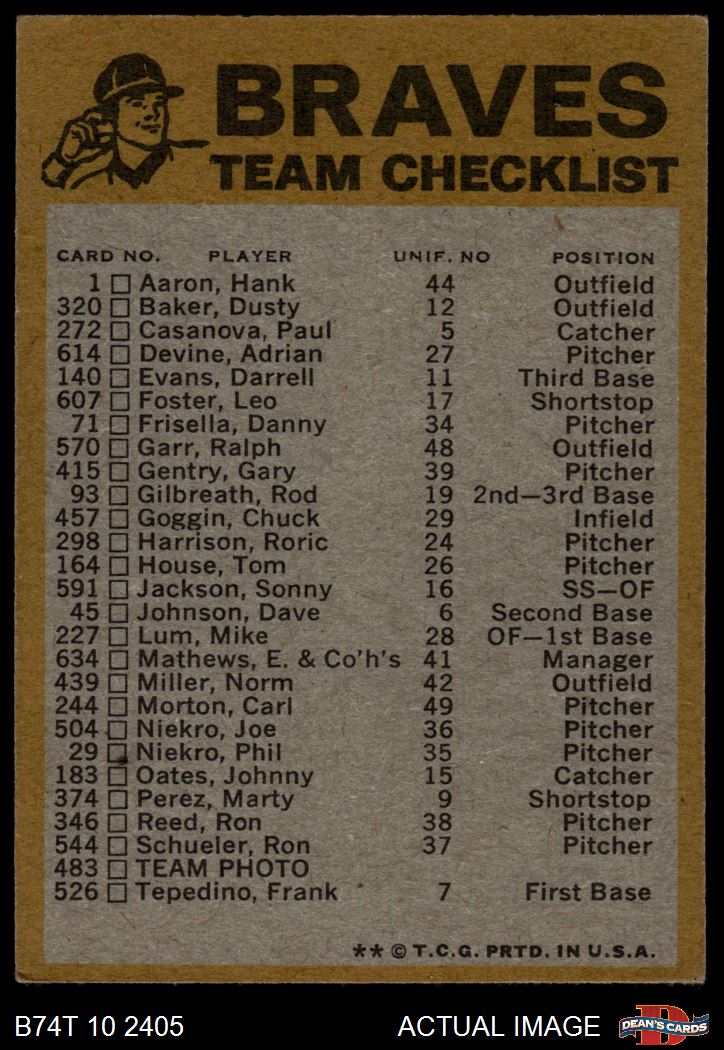 BRAVES
TEAM CHECKLIST
CARD NO. PLAYER UNIF. NO POSITION
1 Aaron, Hank 44 Outfield
320 Baker, Dusty 12 Outfield
272 Casanova, Paul 5 Catcher
614 Devine, Adrian 27 Pitcher
140 Evans, Darrell 11 Third Base
607 Foster, Leo 17 Shortstop
71 Frisella, Danny 34 Pitcher
570 Garr, Ralph 48 Outfield
415 Gentry, Gary 39 Pitcher
93 Gilbreath, Rod 19 2nd—3rd Base
457 Goggin, Chuck 29 Infield
298 Harrison, Roric 24 Pitcher
164 House, Tom 26 Pitcher
591 Jackson, Sonny 16 SS—OF
45 Johnson, Dave 6 Second Base
227 Lum, Mike 28 OF—1st Base
634 Mathews, E. & Co'h's 41 Manager
439 Miller, Norm 42 Outfield
244 Morton, Carl 49 Pitcher
504 Niekro, Joe 36 Pitcher
29 Niekro, Phil 35 Pitcher
183 Oates, Johnny 15 Catcher
374 Perez, Marty 9 Shortstop
346 Reed, Ron 38 Pitcher
544 Schueler, Ron 37 Pitcher
483 TEAM PHOTO
526 Tepedino, Frank 7 First Base
** © T.C.G. PRTD. IN U.S.A.
B74T 10 2405 ACTUAL IMAGE
D
DEAN'S CARDS